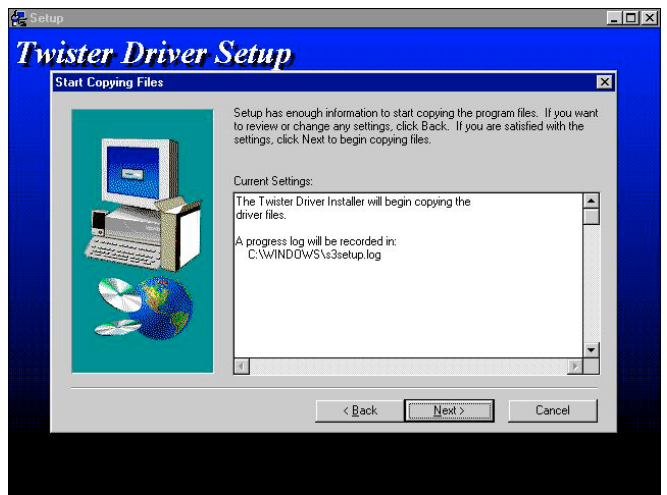 Setup
Twister Driver Setup
Start Copying Files
Setup has enough information to start copying the program files. If you want
to review or change any settings, click Back. If you are satisfied with the
settings, click Next to begin copying files.
Current Settings:
The Twister Driver Installer will begin copying the
driver files.
A progress log will be recorded in:
C:\WINDOWS\s3setup.log
< Back
Next >
Cancel